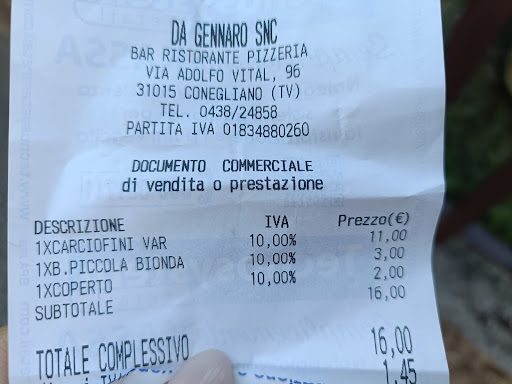 DA GENNARO SNC
BAR RISTORANTE PIZZERIA
VIA ADOLFO VITAL, 96
31015 CONEGLIANO (TV)
TEL. 0438/24858
PARTITA IVA 01834880260
DOCUMENTO COMMERCIALE
di vendita o prestazione
DESCRIZIONE IVA Prezzo(€)
1XCARCIOFINI VAR 10,00% 11,00
1XB.PICCOLA BIONDA 10,00% 3,00
1XCOPERTO 10,00% 2,00
SUBTOTALE 16,00
TOTALE COMPLESSIVO 16,00
1,45